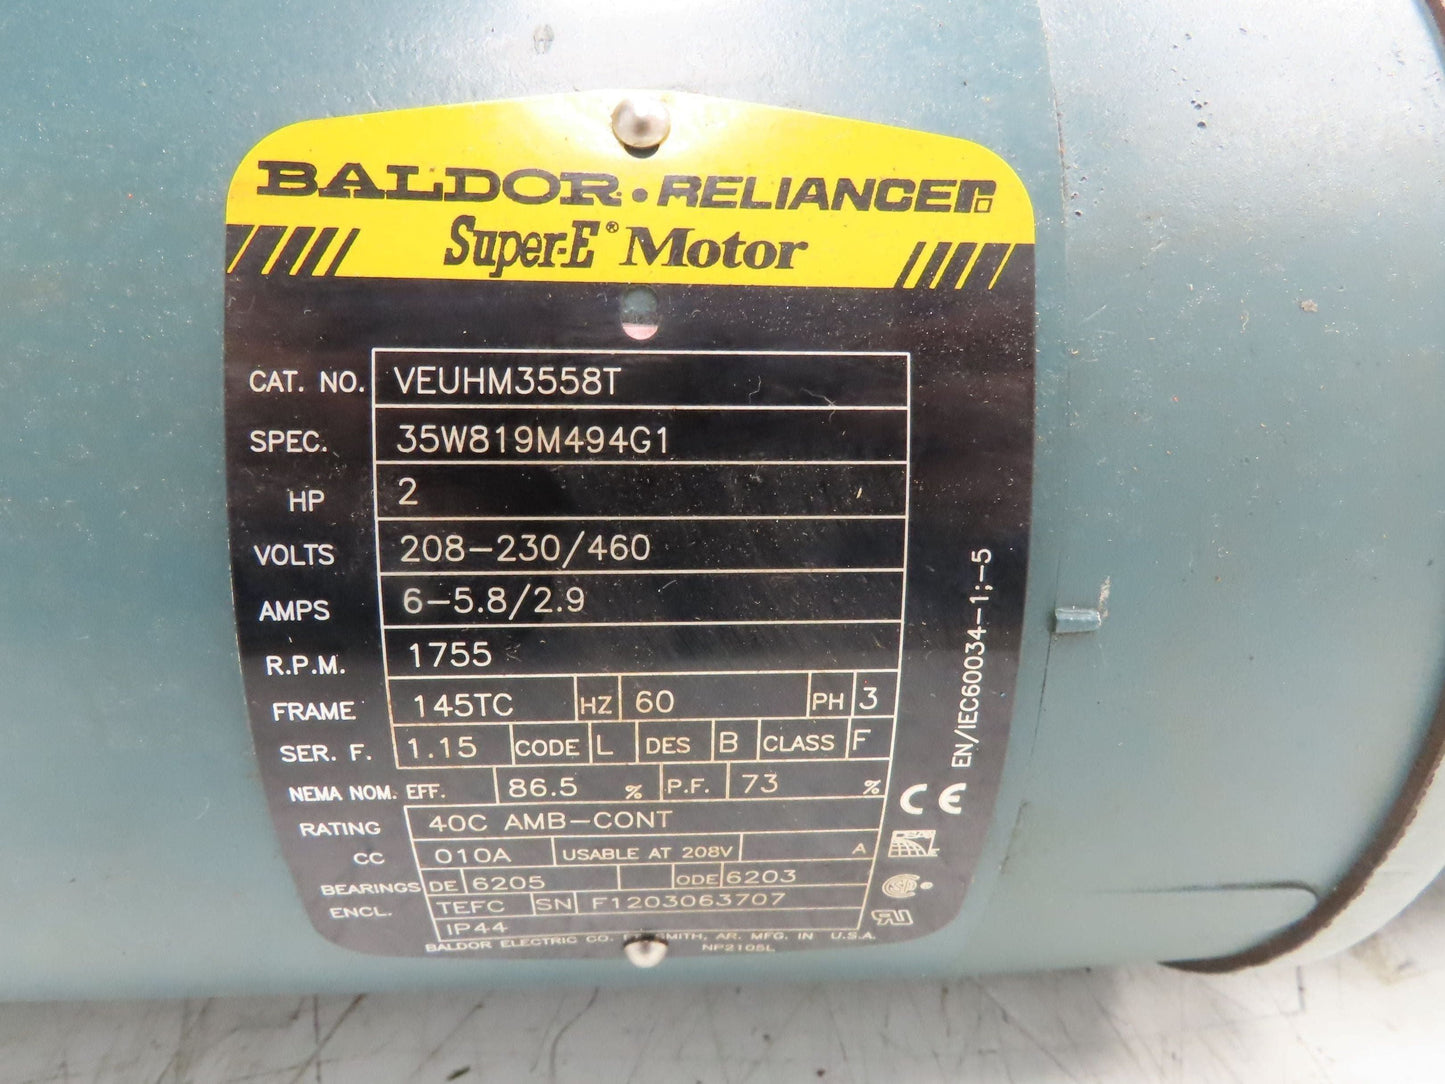 BALDOR • RELIANCER
Super-E® Motor
CAT. NO. VEUHM3558T
SPEC. 35W819M494G1
HP 2
VOLTS 208-230/460
AMPS 6-5.8/2.9
R.P.M. 1755
FRAME 145TC HZ 60 PH 3
SER. F. 1.15 CODE L DES B CLASS F
NEMA NOM. EFF. 86.5 % P.F. 73 %
RATING 40C AMB-CONT
CC 010A USABLE AT 208V A
BEARINGS DE 6205 ODE 6203
ENCL. TEFC SN F1203063707
IP44
BALDOR ELECTRIC CO. SMITH, AR. MFG. IN U.S.A.
NP2105L
EN/IEC60034-1;-5
CE